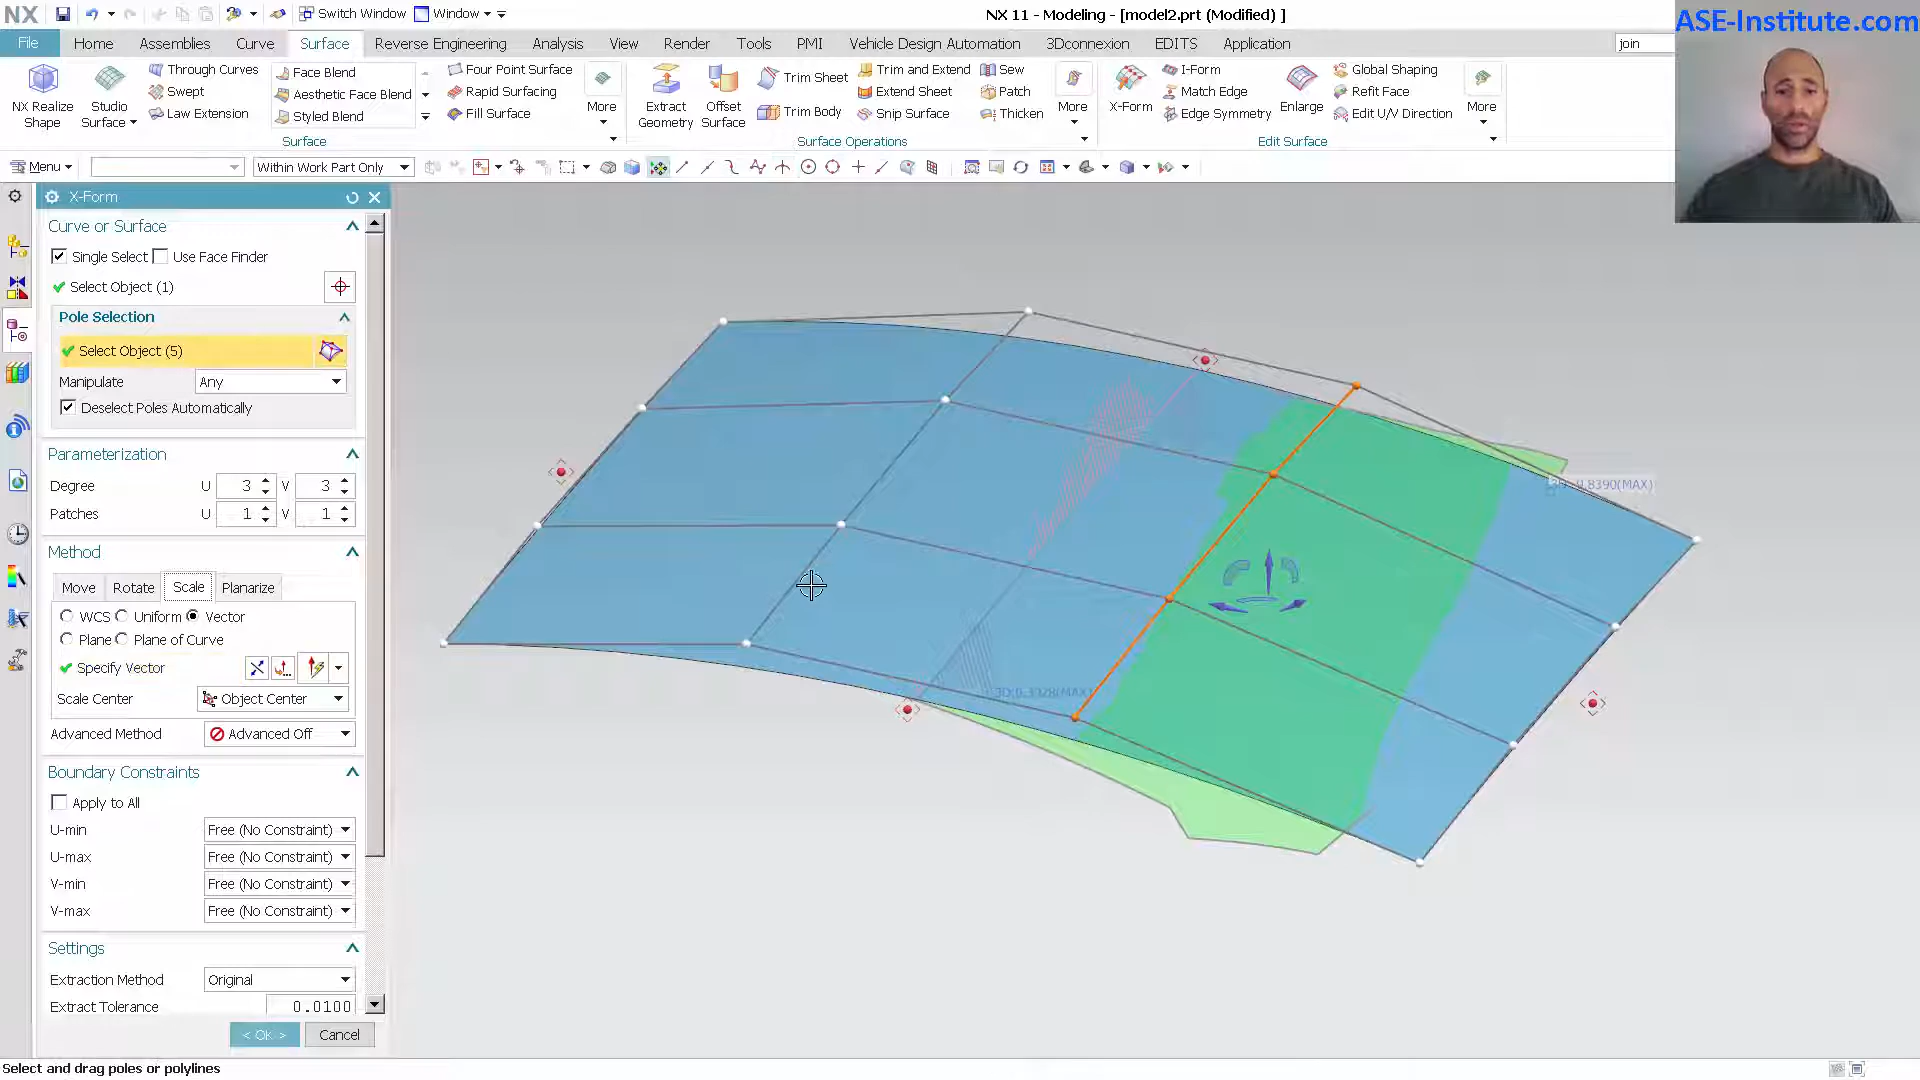 NX
Switch Window
Window
NX 11 - Modeling - [model2.prt (Modified) ]
ASE-Institute.com
File
Home
Assemblies
Curve
Surface
Reverse Engineering
Analysis
View
Render
Tools
PMI
Vehicle Design Automation
3Dconnexion
EDITS
Application
join
NX Realize Shape
Studio Surface
Through Curves
Swept
Law Extension
Face Blend
Aesthetic Face Blend
Styled Blend
Four Point Surface
Rapid Surfacing
Fill Surface
More
Surface
Extract Geometry
Offset Surface
Trim Sheet
Trim Body
Trim and Extend
Extend Sheet
Snip Surface
Sew
Patch
Thicken
More
Surface Operations
X-Form
I-Form
Match Edge
Edge Symmetry
Enlarge
Global Shaping
Refit Face
Edit U/V Direction
More
Edit Surface
Menu
Within Work Part Only
X-Form
Curve or Surface
Single Select
Use Face Finder
Select Object (1)
Pole Selection
Select Object (5)
Manipulate
Any
Deselect Poles Automatically
Parameterization
Degree U 3 V 3
Patches U 1 V 1
Method
Move Rotate Scale Planarize
WCS Uniform Vector
Plane Plane of Curve
Specify Vector
Scale Center Object Center
Advanced Method Advanced Off
Boundary Constraints
Apply to All
U-min Free (No Constraint)
U-max Free (No Constraint)
V-min Free (No Constraint)
V-max Free (No Constraint)
Settings
Extraction Method Original
Extract Tolerance 0.0100
< Ok > Cancel
Select and drag poles or polylines